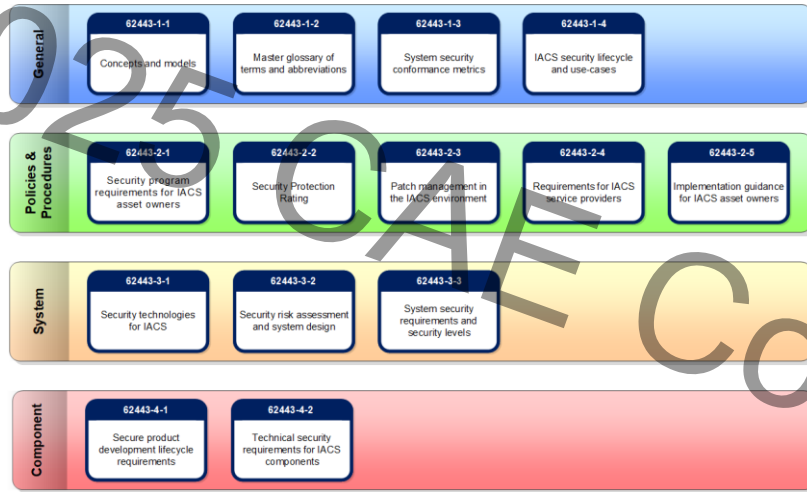 General
62443-1-1
Concepts and models
62443-1-2
Master glossary of
terms and abbreviations
62443-1-3
System security
conformance metrics
62443-1-4
IACS security lifecycle
and use-cases
Policies &
Procedures
62443-2-1
Security program
requirements for IACS
asset owners
62443-2-2
Security Protection
Rating
62443-2-3
Patch management in
the IACS environment
62443-2-4
Requirements for IACS
service providers
62443-2-5
Implementation guidance
for IACS asset owners
System
62443-3-1
Security technologies
for IACS
62443-3-2
Security risk assessment
and system design
62443-3-3
System security
requirements and
security levels
Component
62443-4-1
Secure product
development lifecycle
requirements
62443-4-2
Technical security
requirements for IACS
components
025 CAE Co